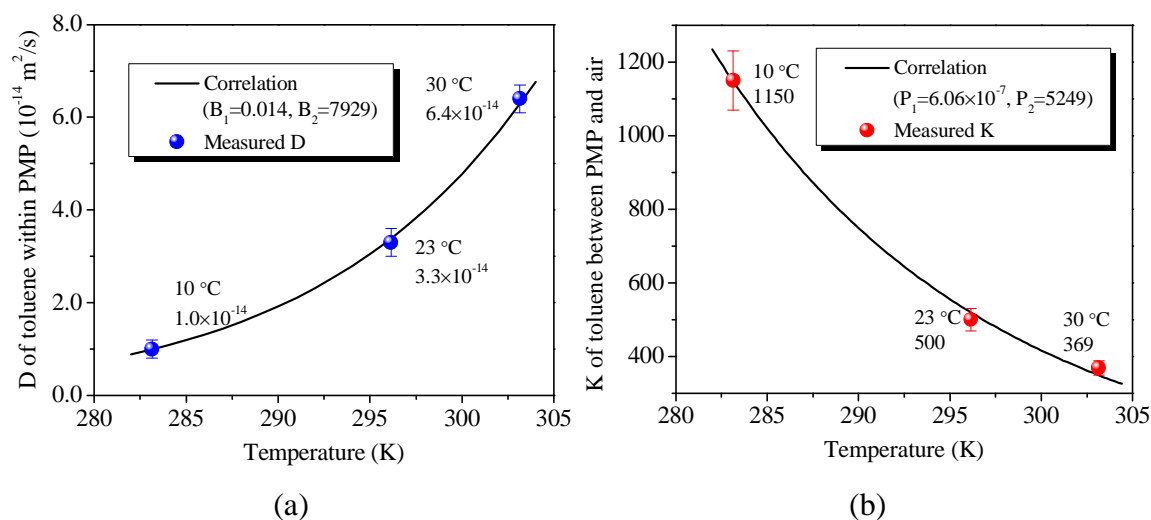 8.0
6.0
4.0
2.0
0.0
D of toluene within PMP (10⁻¹⁴ m²/s)
Correlation
(B₁=0.014, B₂=7929)
Measured D
30 °C
6.4×10⁻¹⁴
23 °C
3.3×10⁻¹⁴
10 °C
1.0×10⁻¹⁴
280 285 290 295 300 305
Temperature (K)
(a)
1200
1000
800
600
400
K of toluene between PMP and air
10 °C
1150
Correlation
(P₁=6.06×10⁻⁷, P₂=5249)
Measured K
23 °C
500
30 °C
369
280 285 290 295 300 305
Temperature (K)
(b)